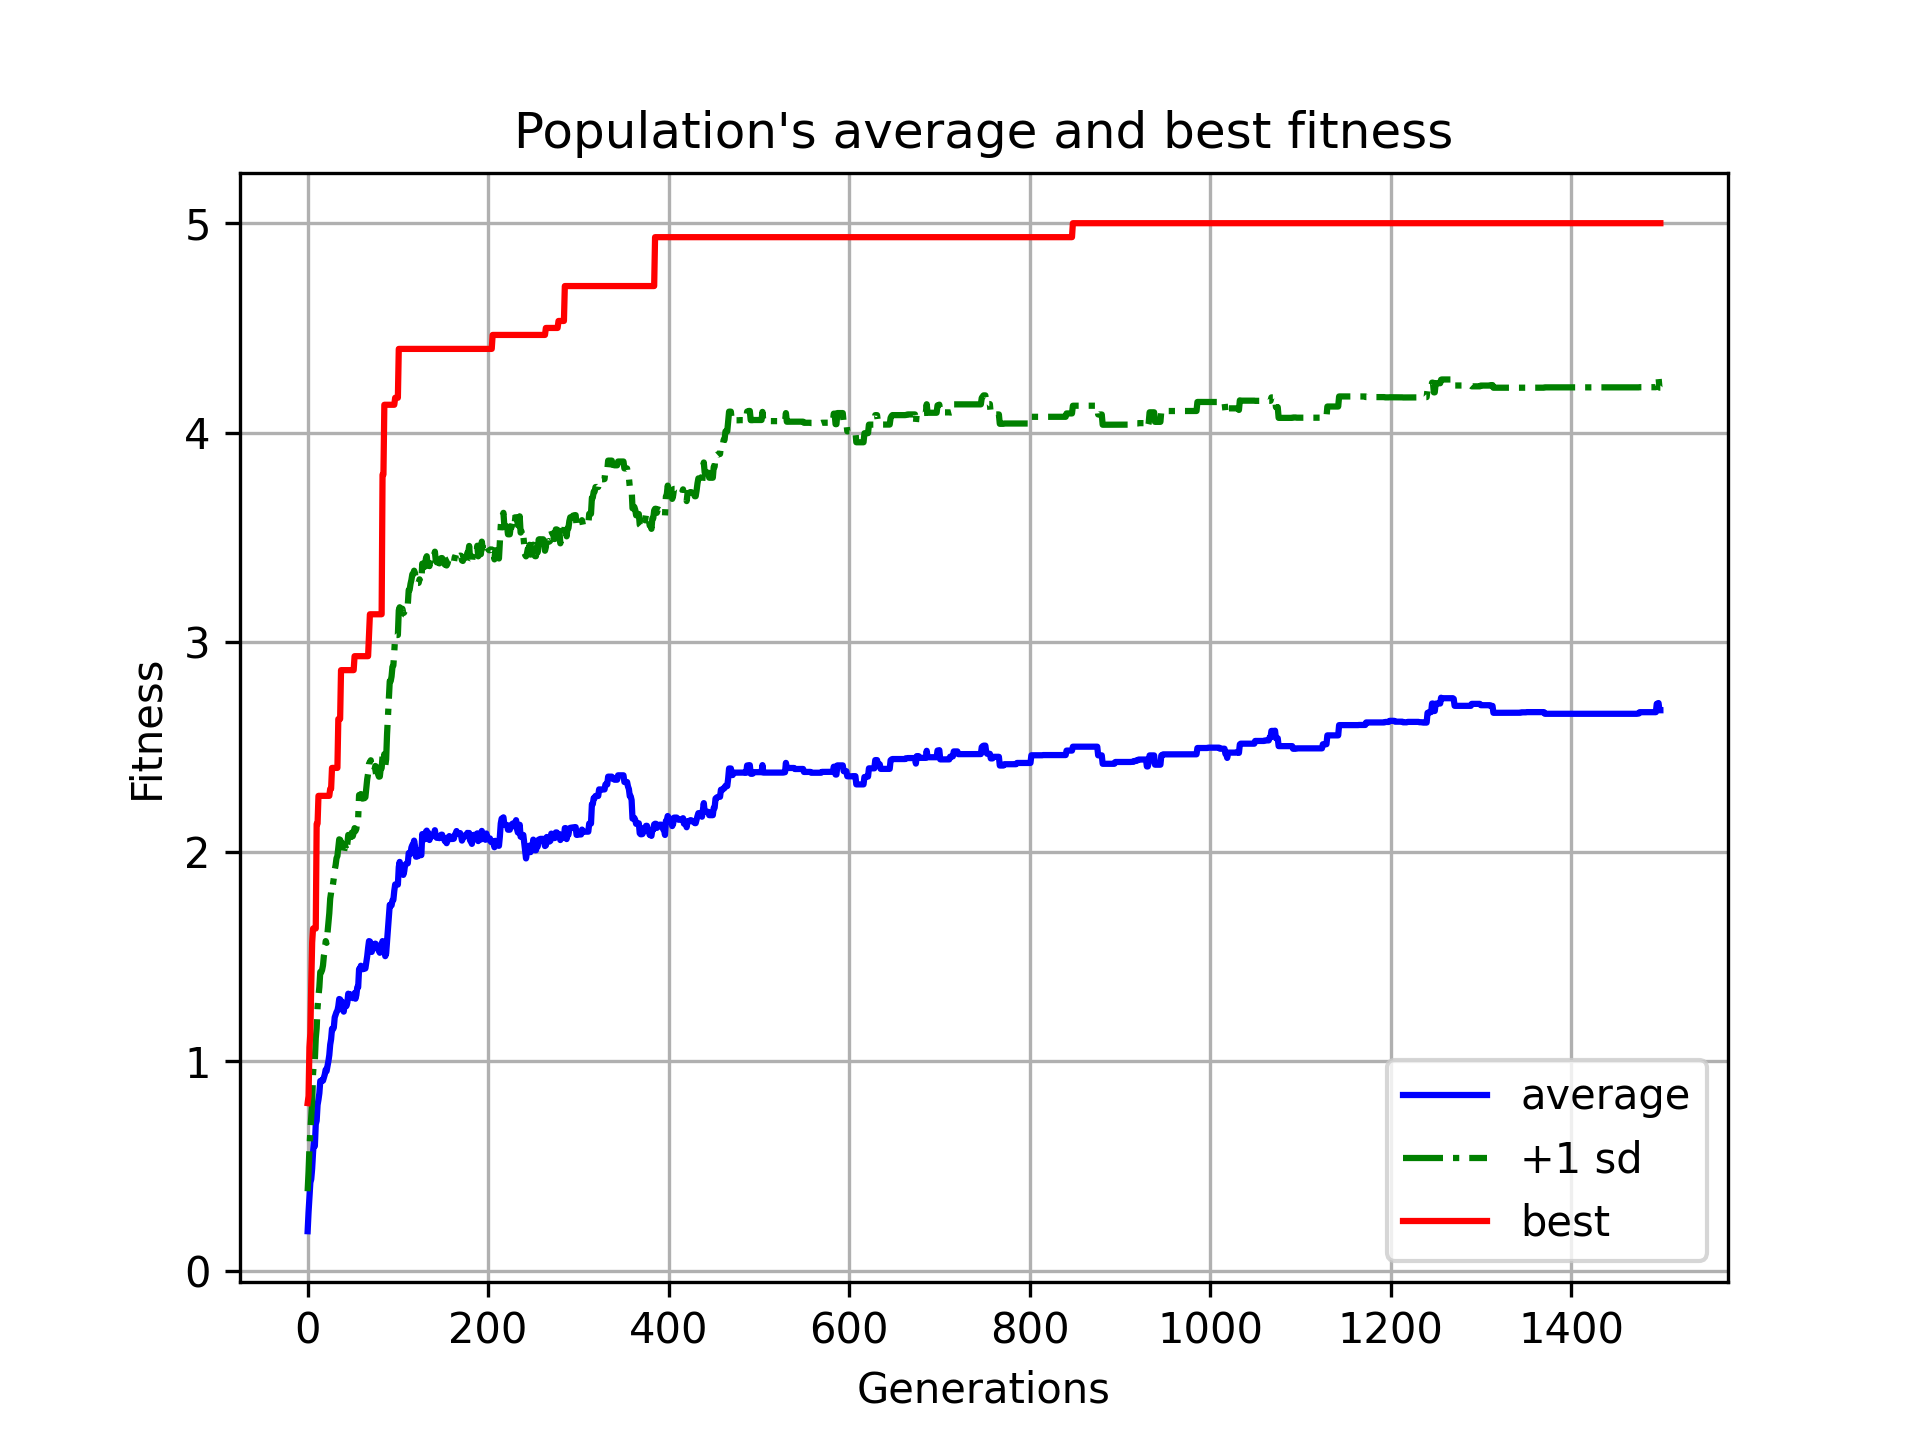 Population's average and best fitness
5
4
3
2
1
0
Fitness
average
+1 sd
best
0 200 400 600 800 1000 1200 1400
Generations